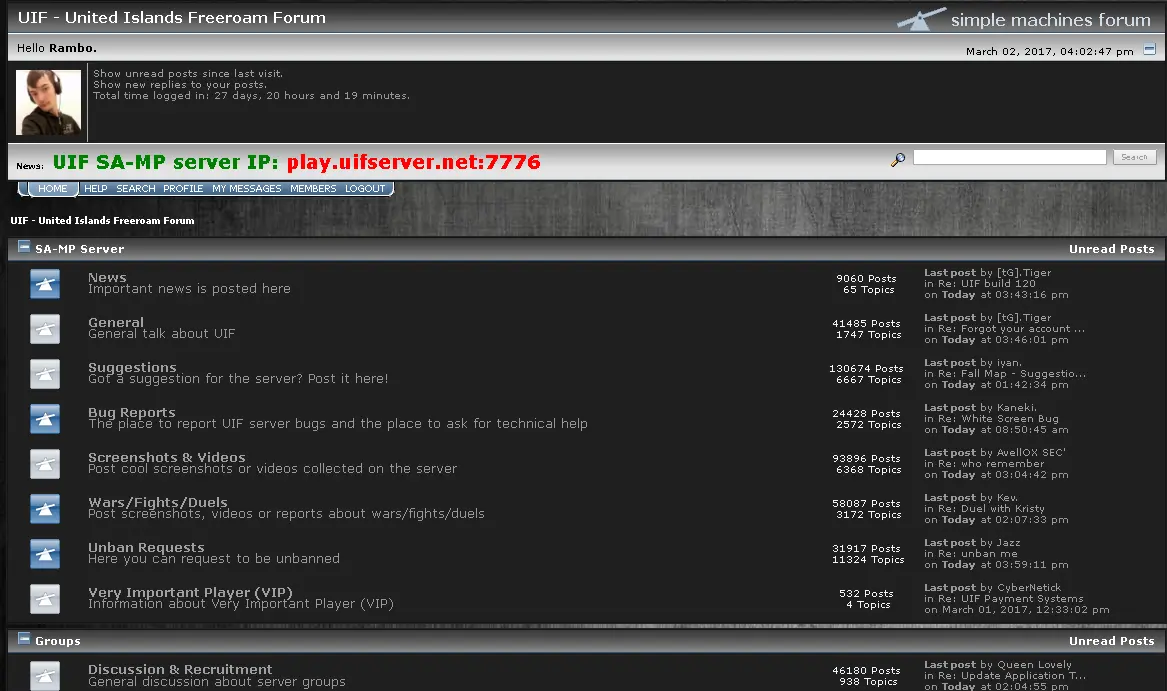 UIF - United Islands Freeroam Forum
simple machines forum
Hello Rambo.
March 02, 2017, 04:02:47 pm
Show unread posts since last visit.
Show new replies to your posts.
Total time logged in: 27 days, 20 hours and 19 minutes.
News: UIF SA-MP server IP: play.uifserver.net:7776
Search
HOME HELP SEARCH PROFILE MY MESSAGES MEMBERS LOGOUT
UIF - United Islands Freeroam Forum
SA-MP Server
Unread Posts
News
Important news is posted here
9060 Posts
65 Topics
Last post by [tG].Tiger
in Re: UIF build 120
on Today at 03:43:16 pm
General
General talk about UIF
41485 Posts
1747 Topics
Last post by [tG].Tiger
in Re: Forgot your account ...
on Today at 03:46:01 pm
Suggestions
Got a suggestion for the server? Post it here!
130674 Posts
6667 Topics
Last post by iyan.
in Re: Fall Map - Suggestio...
on Today at 01:42:34 pm
Bug Reports
The place to report UIF server bugs and the place to ask for technical help
24428 Posts
2572 Topics
Last post by Kaneki.
in Re: White Screen Bug
on Today at 08:50:45 am
Screenshots & Videos
Post cool screenshots or videos collected on the server
93896 Posts
6368 Topics
Last post by AvellOX SEC'
in Re: who remember
on Today at 03:04:42 pm
Wars/Fights/Duels
Post screenshots, videos or reports about wars/fights/duels
58087 Posts
3172 Topics
Last post by Kev.
in Re: Duel with Kristy
on Today at 02:07:33 pm
Unban Requests
Here you can request to be unbanned
31917 Posts
11324 Topics
Last post by Jazz
in Re: unban me
on Today at 03:59:11 pm
Very Important Player (VIP)
Information about Very Important Player (VIP)
532 Posts
4 Topics
Last post by CyberNetick
in Re: UIF Payment Systems
on March 01, 2017, 12:33:02 pm
Groups
Unread Posts
Discussion & Recruitment
General discussion about server groups
46180 Posts
938 Topics
Last post by Queen Lovely
in Re: Update Application T...
on Today at 02:04:55 pm